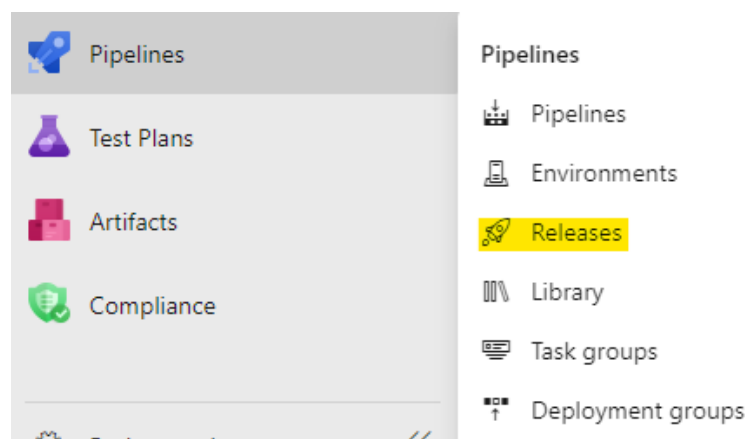 Pipelines
Test Plans
Artifacts
Compliance
Pipelines
Pipelines
Environments
Releases
Library
Task groups
Deployment groups